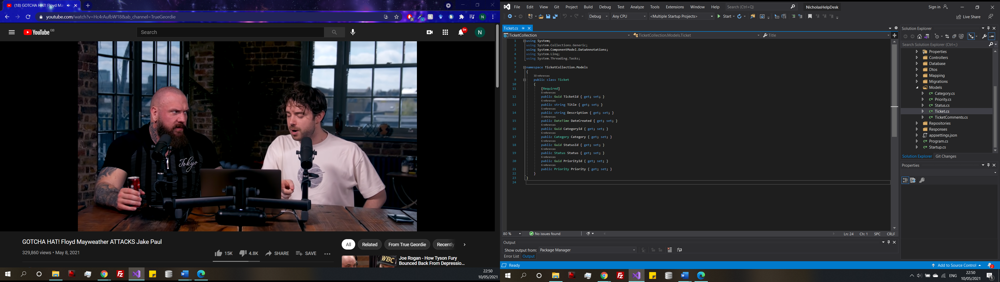 (18) GOTCHA HAT! Floyd Ma
youtube.com/watch?v=Hc4rAufbW18&ab_channel=TrueGeordie
YouTube GB
Search
9+
N
Tokyo
GOTCHA HAT! Floyd Mayweather ATTACKS Jake Paul
329,860 views • May 8, 2021
15K 4.8K SHARE SAVE
All Related From True Geordie Recently
WBC
Joe Rogan - How Tyson Fury
Bounced Back From Depressio...
22:50
10/05/2021
File Edit View Git Project Build Debug Test Analyze Tools Extensions Window Help Search (Ctrl+Q) NicholasHelpDesk Sign in
Debug Any CPU <Multiple Startup Projects> Start Live Share
Ticket.cs
TicketCollection TicketCollection.Models.Ticket Title
1 using System;
2 using System.Collections.Generic;
3 using System.ComponentModel.DataAnnotations;
4 using System.Linq;
5 using System.Threading.Tasks;
6
7 namespace TicketCollection.Models
8 {
30 references
9 public class Ticket
10 {
11 [Required]
8 references
12 public Guid TicketId { get; set; }
6 references
13 public string Title { get; set; }
5 references
14 public string Description { get; set; }
3 references
15 public DateTime DateCreated { get; set; }
6 references
16 public Guid CategoryId { get; set; }
6 references
17 public Category Category { get; set; }
6 references
18 public Guid StatusId { get; set; }
6 references
19 public Status Status { get; set; }
6 references
20 public Guid PriorityId { get; set; }
6 references
21 public Priority Priority { get; set; }
22 }
23 }
24
80 % No issues found Ln: 24 Ch: 1 SPC CRLF
Output
Show output from: Package Manager
Error List Output
Ready Add to Source Control 2
Solution Explorer
Search Solution Explorer (Ctrl+;)
Properties
Controllers
Database
Dtos
Mapping
Migrations
Models
C# Category.cs
C# Priority.cs
C# Status.cs
C# Ticket.cs
C# TicketComments.cs
Repositories
Responses
appsettings.json
C# Program.cs
C# Startup.cs
Solution Explorer Git Changes
Properties
ENG
22:50
10/05/2021
1